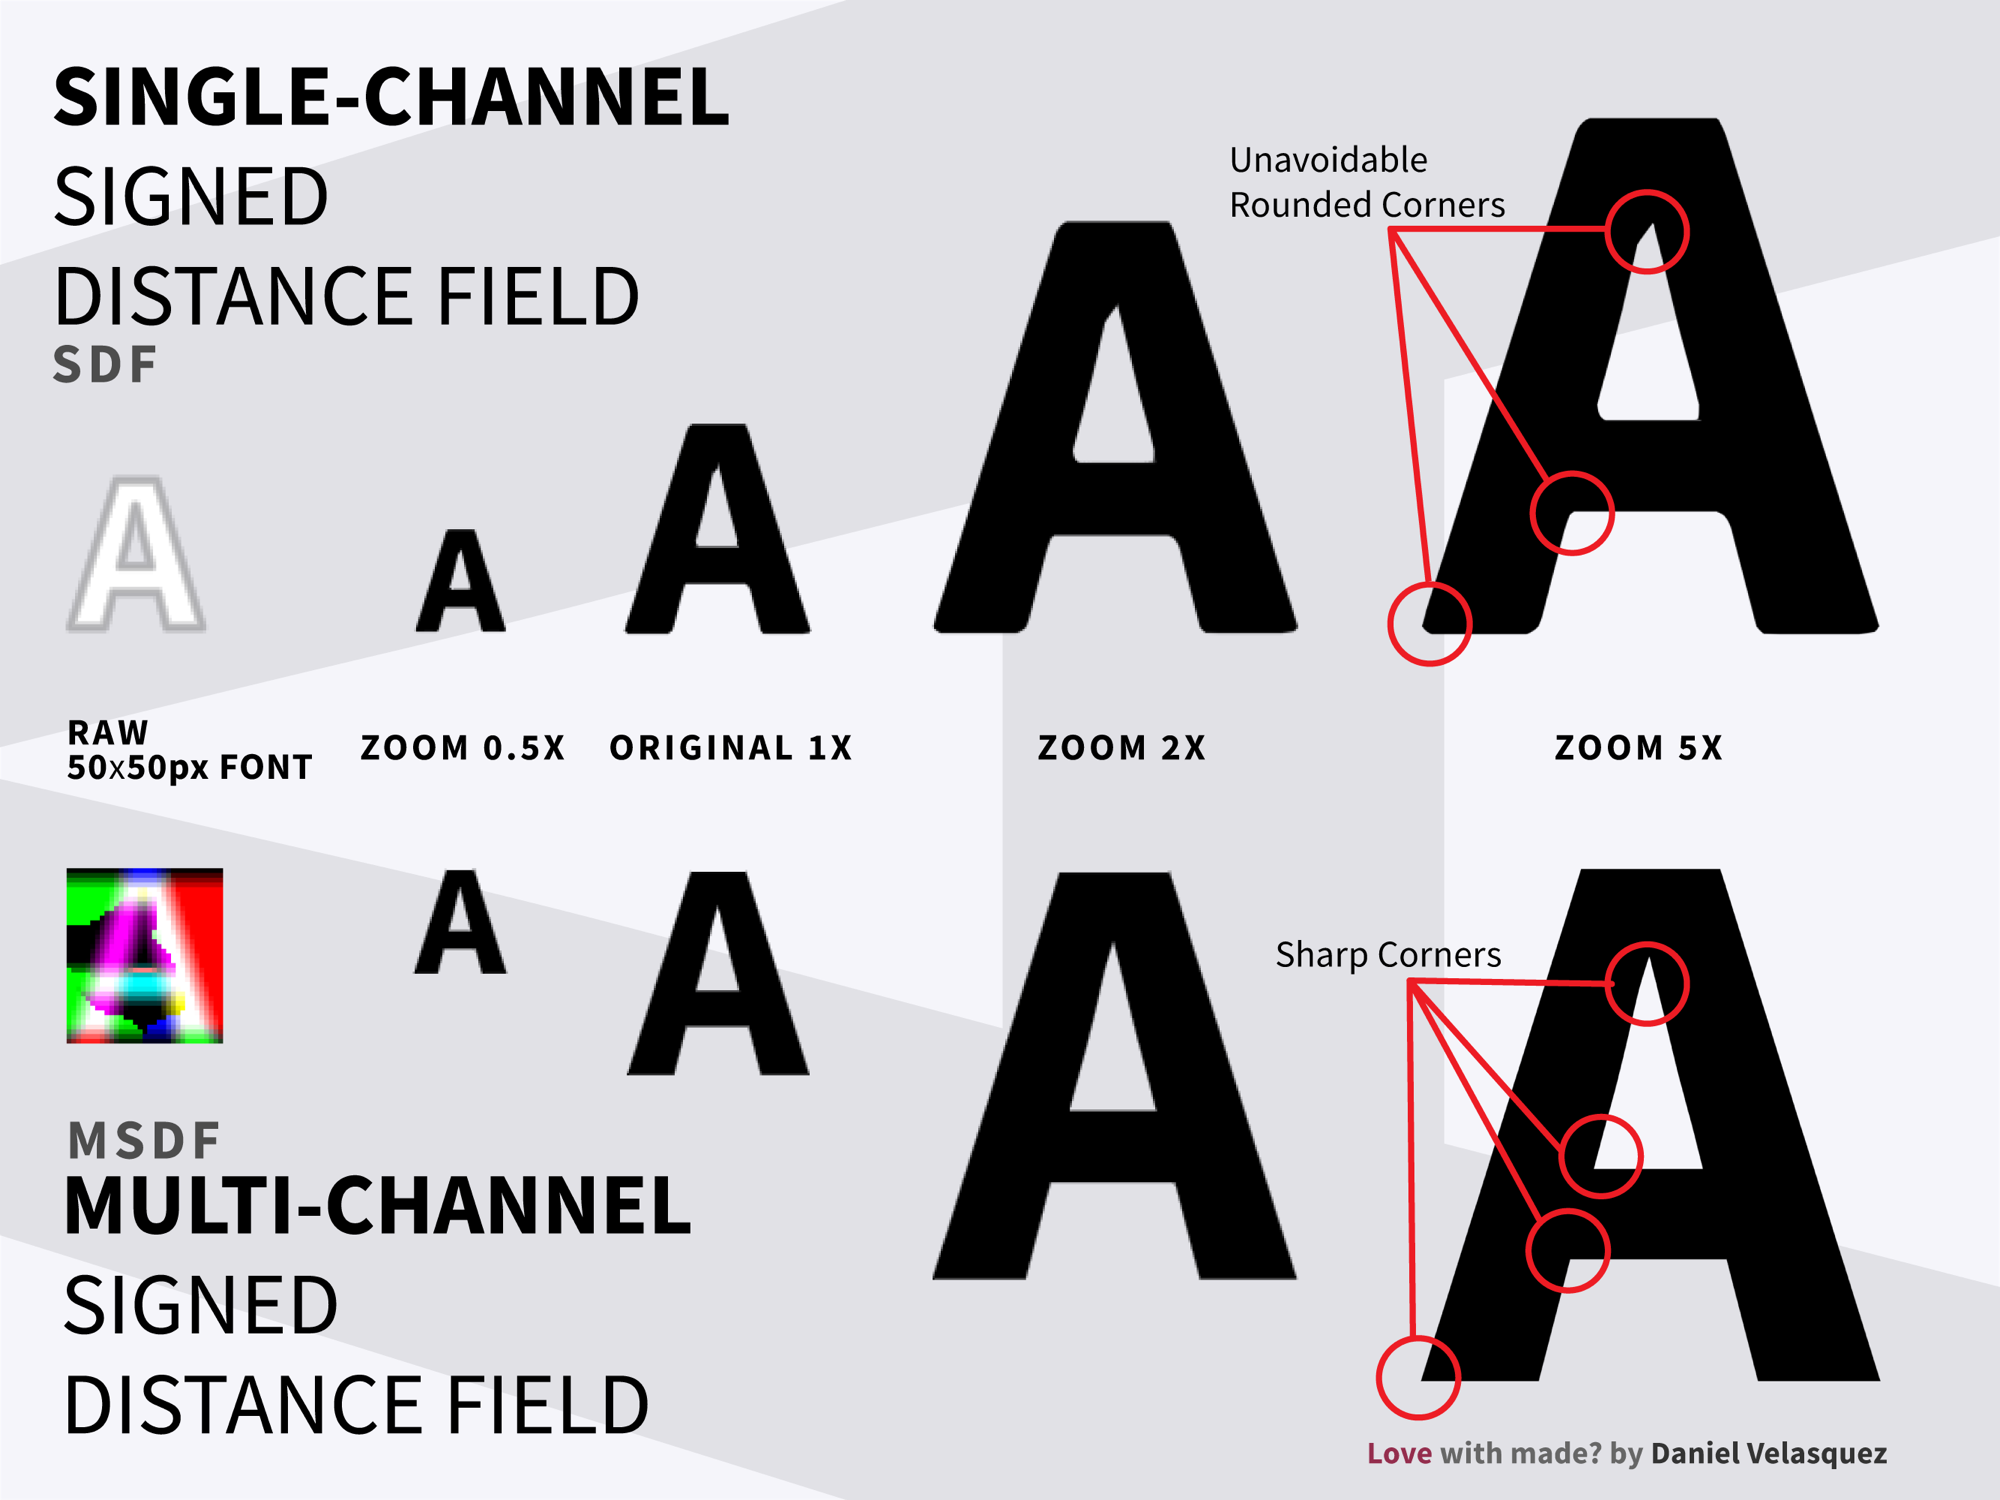 SINGLE-CHANNEL
SIGNED
DISTANCE FIELD
SDF
Unavoidable
Rounded Corners
A
A
A
A
A
RAW
50x50px FONT
ZOOM 0.5X
ORIGINAL 1X
ZOOM 2X
ZOOM 5X
A
A
A
A
A
Sharp Corners
MSDF
MULTI-CHANNEL
SIGNED
DISTANCE FIELD
Love with made? by Daniel Velasquez